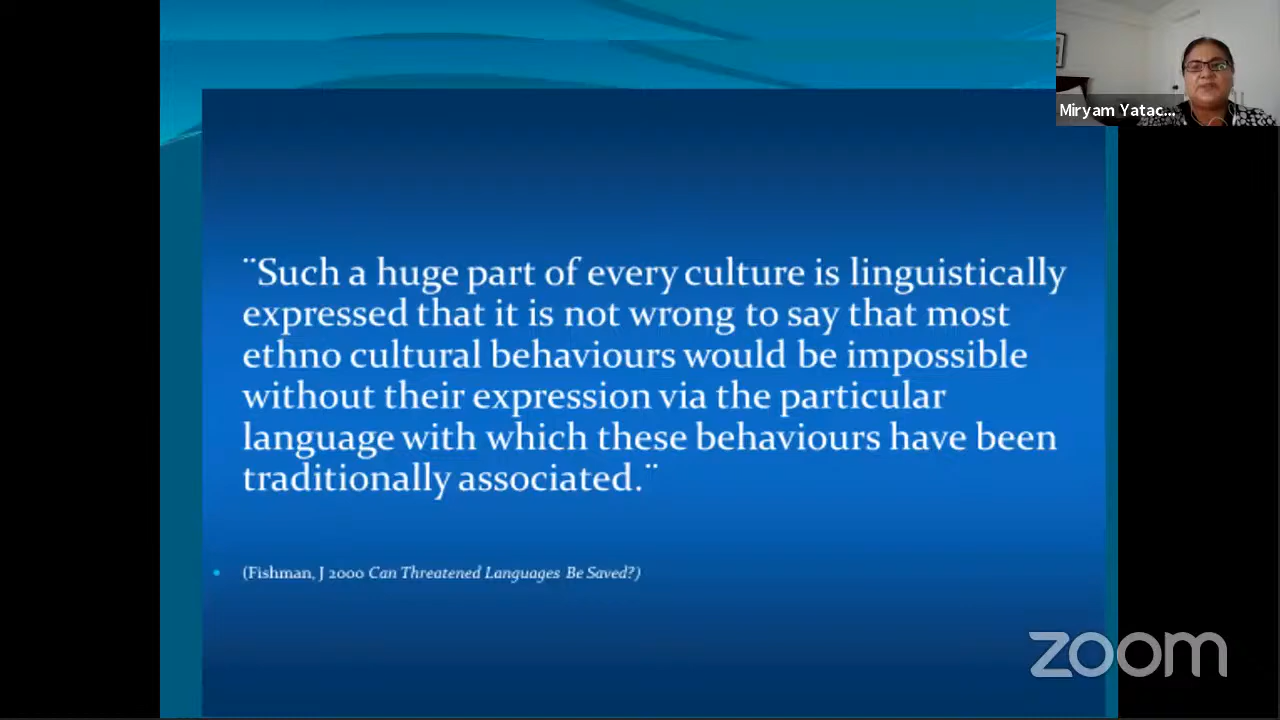 Miryam Yatac...
¨Such a huge part of every culture is linguistically
expressed that it is not wrong to say that most
ethno cultural behaviours would be impossible
without their expression via the particular
language with which these behaviours have been
traditionally associated.¨
• (Fishman, J 2000 Can Threatened Languages Be Saved?)
zoom